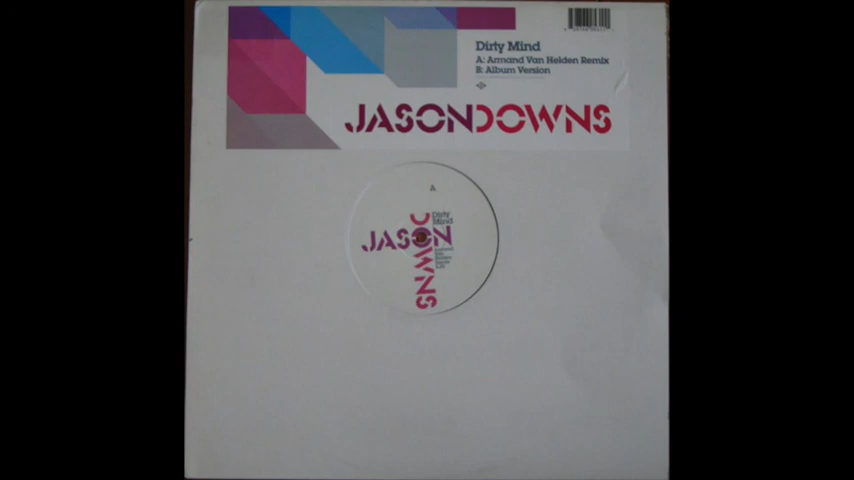 Dirty Mind
A: Armand Van Helden Remix
B: Album Version
JASONDOWNS
A
Dirty
Mind
JASON
DOWNS